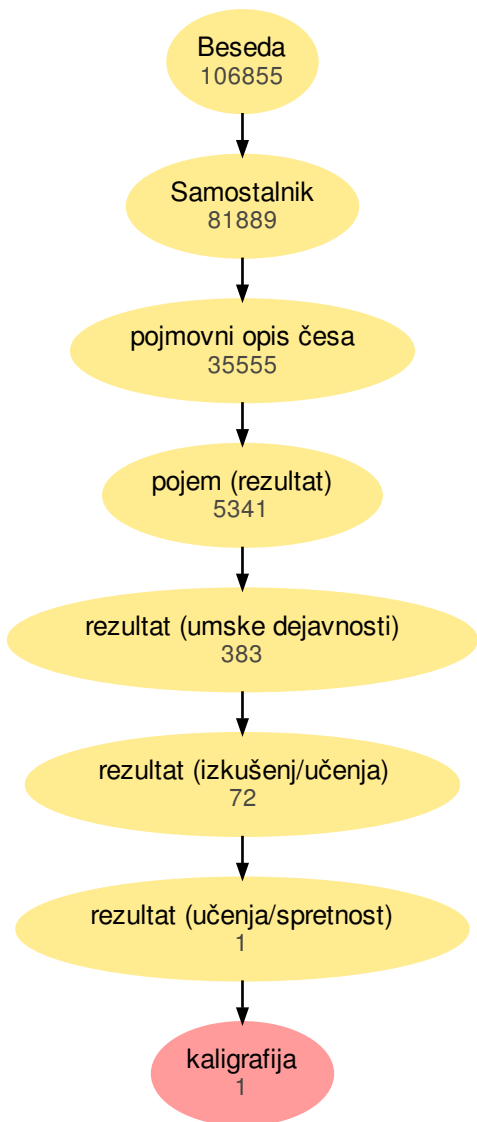 Beseda
106855
Samostalnik
81889
pojmovni opis česa
35555
pojem (rezultat)
5341
rezultat (umske dejavnosti)
383
rezultat (izkušenj/učenja)
72
rezultat (učenja/spretnost)
1
kaligrafija
1